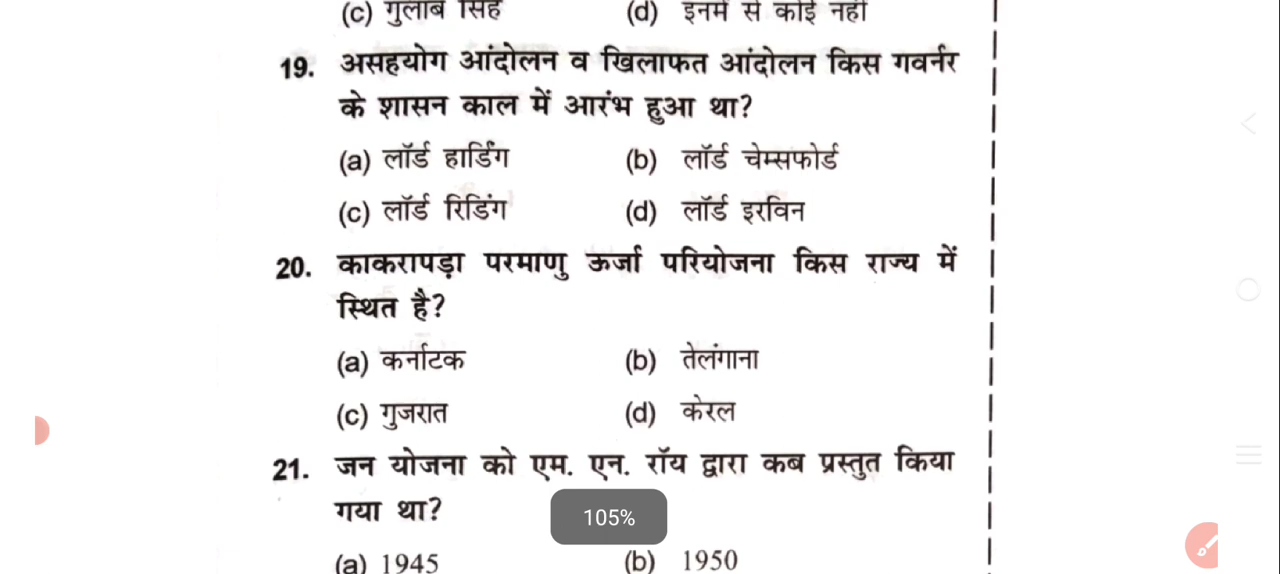 (c) गुलाब सिंह (d) इनमें से कोई नहीं
19. असहयोग आंदोलन व खिलाफत आंदोलन किस गवर्नर
के शासन काल में आरंभ हुआ था?
(a) लॉर्ड हार्डिंग (b) लॉर्ड चेम्सफोर्ड
(c) लॉर्ड रिडिंग (d) लॉर्ड इरविन
20. काकरापड़ा परमाणु ऊर्जा परियोजना किस राज्य में
स्थित है?
(a) कर्नाटक (b) तेलंगाना
(c) गुजरात (d) केरल
21. जन योजना को एम. एन. रॉय द्वारा कब प्रस्तुत किया
गया था?
105%
(a) 1945 (b) 1950